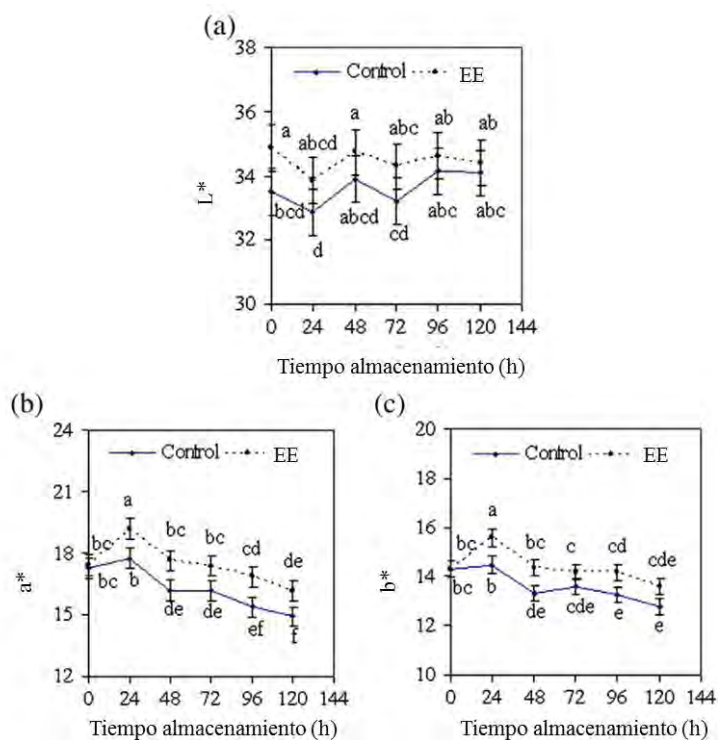 (a)
38
Control EE
36
34
32
30
L*
a abcd a abc ab ab
bcd d abcd cd abc abc
0 24 48 72 96 120 144
Tiempo almacenamiento (h)
(b)
24
Control EE
21
18
15
12
a*
bc a bc bc cd de
bc b de de ef f
0 24 48 72 96 120 144
Tiempo almacenamiento (h)
(c)
20
Control EE
18
16
14
12
10
b*
bc a bc c cd cde
bc b de cde e e
0 24 48 72 96 120 144
Tiempo almacenamiento (h)